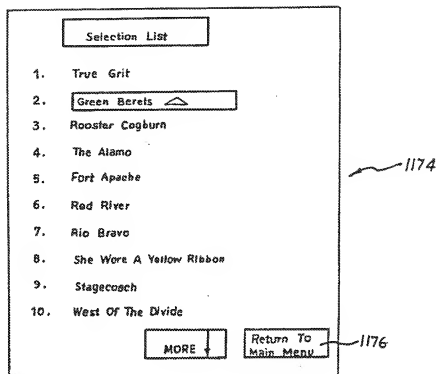 Selection List
1. True Grit
2. Green Berets
3. Rooster Cogburn
4. The Alamo
5. Fort Apache
6. Red River
7. Rio Bravo
8. She Wore A Yellow Ribbon
9. Stagecoach
10. West Of The Divide
MORE
Return To
Main Menu
1174
1176